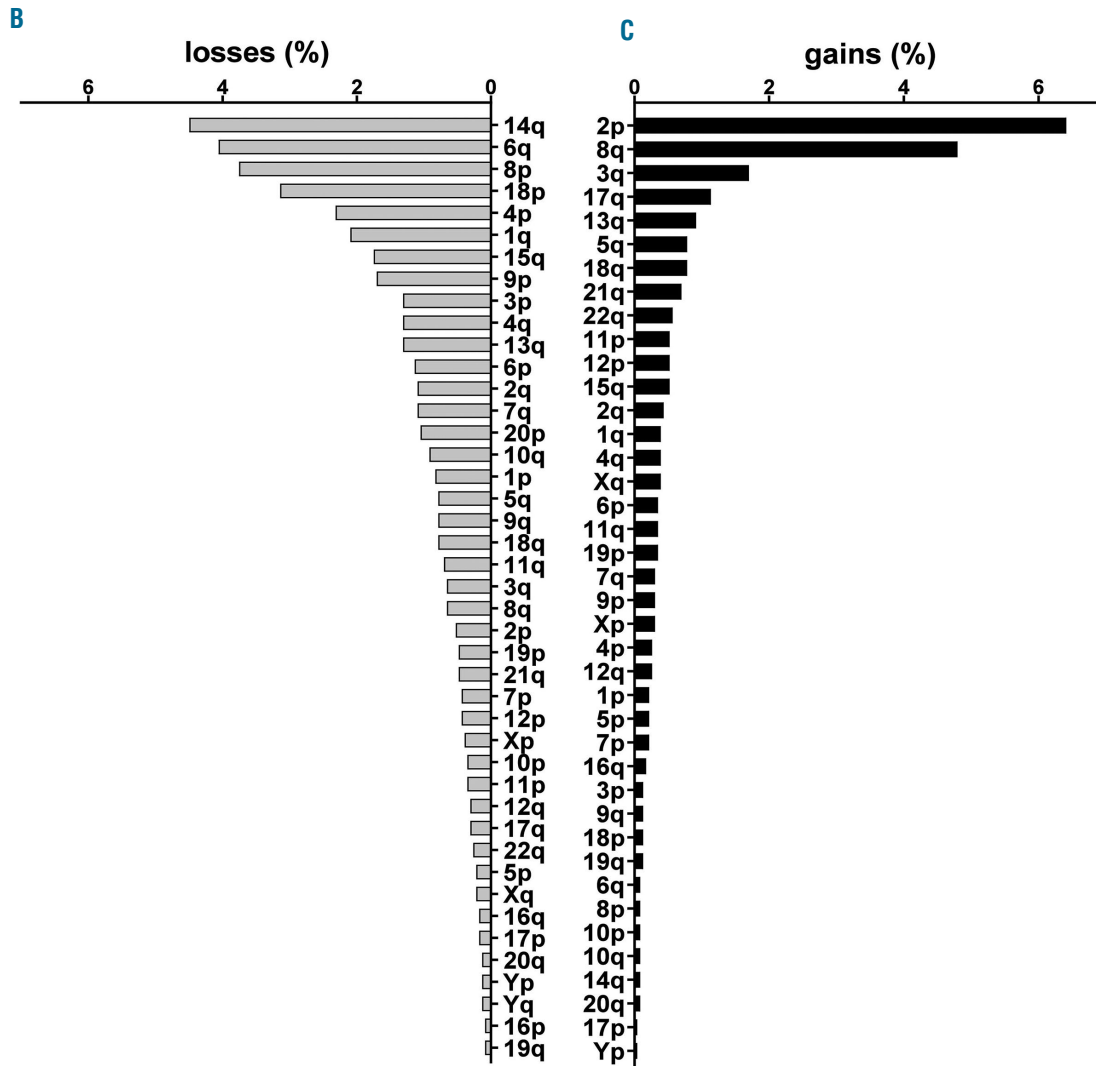 B
losses (%)
6 4 2 0
14q
6q
8p
18p
4p
1q
15q
9p
3p
4q
13q
6p
2q
7q
20p
10q
1p
5q
9q
18q
11q
3q
8q
2p
19p
21q
7p
12p
Xp
10p
11p
12q
17q
22q
5p
Xq
16q
17p
20q
Yp
Yq
16p
19q
C
gains (%)
0 2 4 6
2p
8q
3q
17q
13q
5q
18q
21q
22q
11p
12p
15q
2q
1q
4q
Xq
6p
11q
19p
7q
9p
Xp
4p
12q
1p
5p
7p
16q
3p
9q
18p
19q
6q
8p
10p
10q
14q
20q
17p
Yp